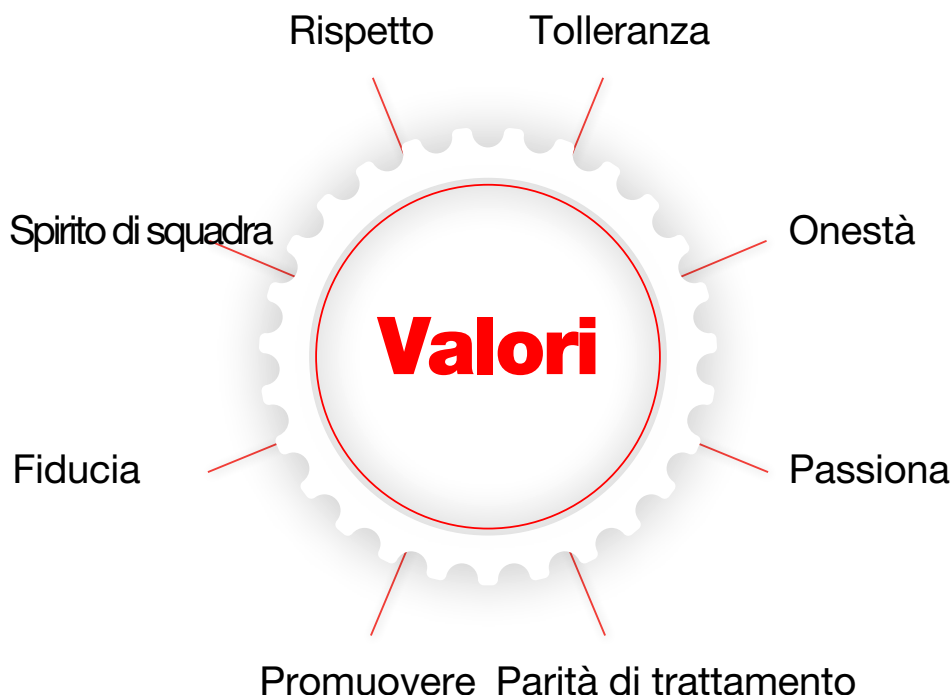 Rispetto
Tolleranza
Spirito di squadra
Onestà
Valori
Fiducia
Passiona
Promuovere
Parità di trattamento